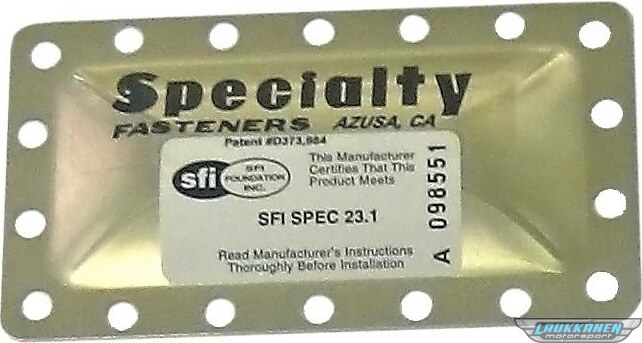 Specialty
FASTENERS AZUSA, CA
Patent #D373,684
sfi
SFI
FOUNDATION
INC.
This Manufacturer
Certifies That This
Product Meets
SFI SPEC 23.1
Read Manufacturer's Instructions
Thoroughly Before Installation
A 098551
LAUKKANEN
motorsport